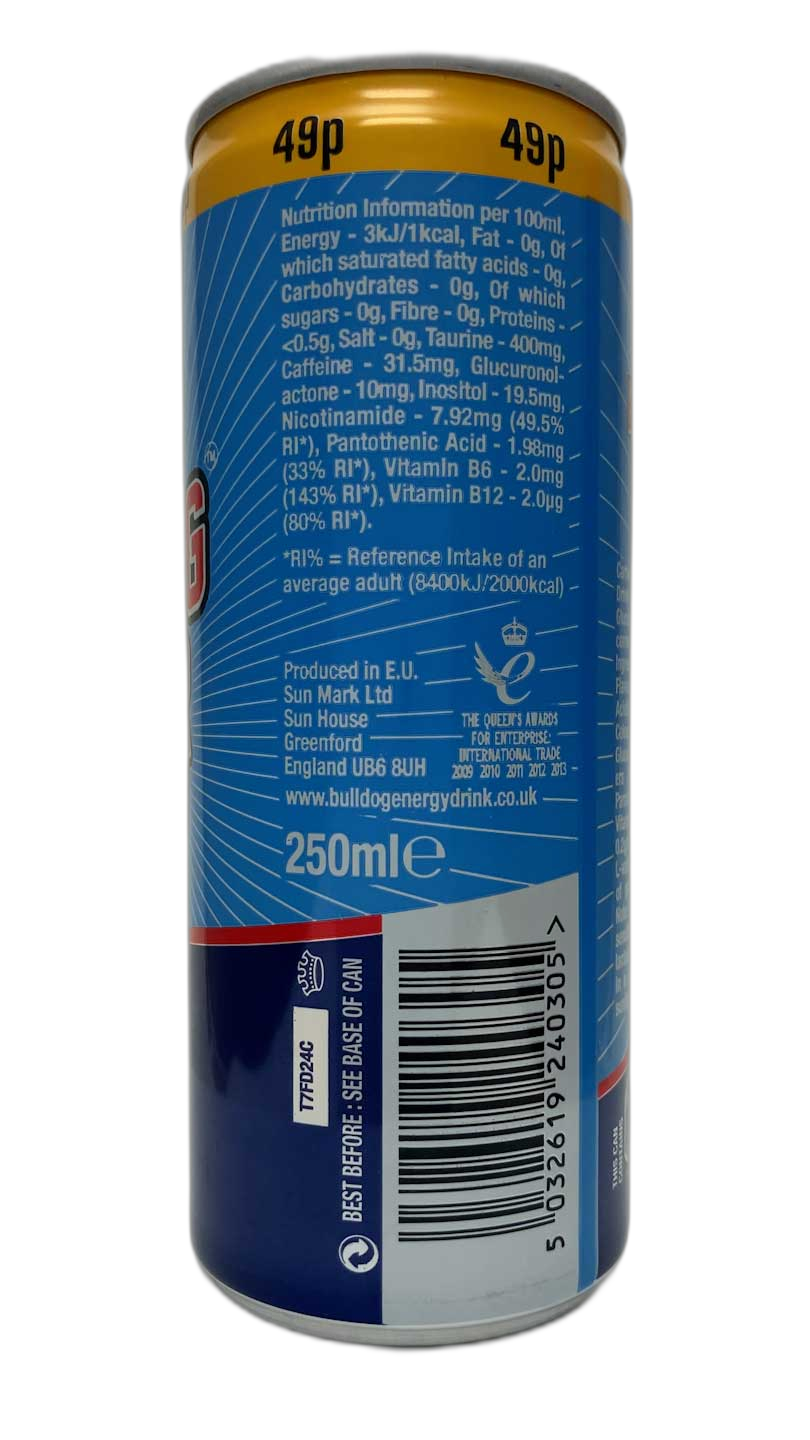 49p 49p
Nutrition Information per 100ml.
Energy - 3kJ/1kcal, Fat - 0g, Of
which saturated fatty acids - 0g,
Carbohydrates - 0g, Of which
sugars - 0g, Fibre - 0g, Proteins -
<0.5g, Salt - 0g, Taurine - 400mg,
Caffeine - 31.5mg, Glucuronol-
actone - 10mg, Inositol - 19.5mg,
Nicotinamide - 7.92mg (49.5%
RI*), Pantothenic Acid - 1.98mg
(33% RI*), Vitamin B6 - 2.0mg
(143% RI*), Vitamin B12 - 2.0µg
(80% RI*).
*RI% = Reference Intake of an
average adult (8400kJ/2000kcal)
TM
G
Produced in E.U.
Sun Mark Ltd
Sun House
Greenford
England UB6 8UH
www.bulldogenergydrink.co.uk
THE QUEEN'S AWARDS
FOR ENTERPRISE:
INTERNATIONAL TRADE
2009 2010 2011 2012 2013
250ml℮
T7FD24C
BEST BEFORE : SEE BASE OF CAN
5 032619 240305 >
THIS CAN
CONTAINS